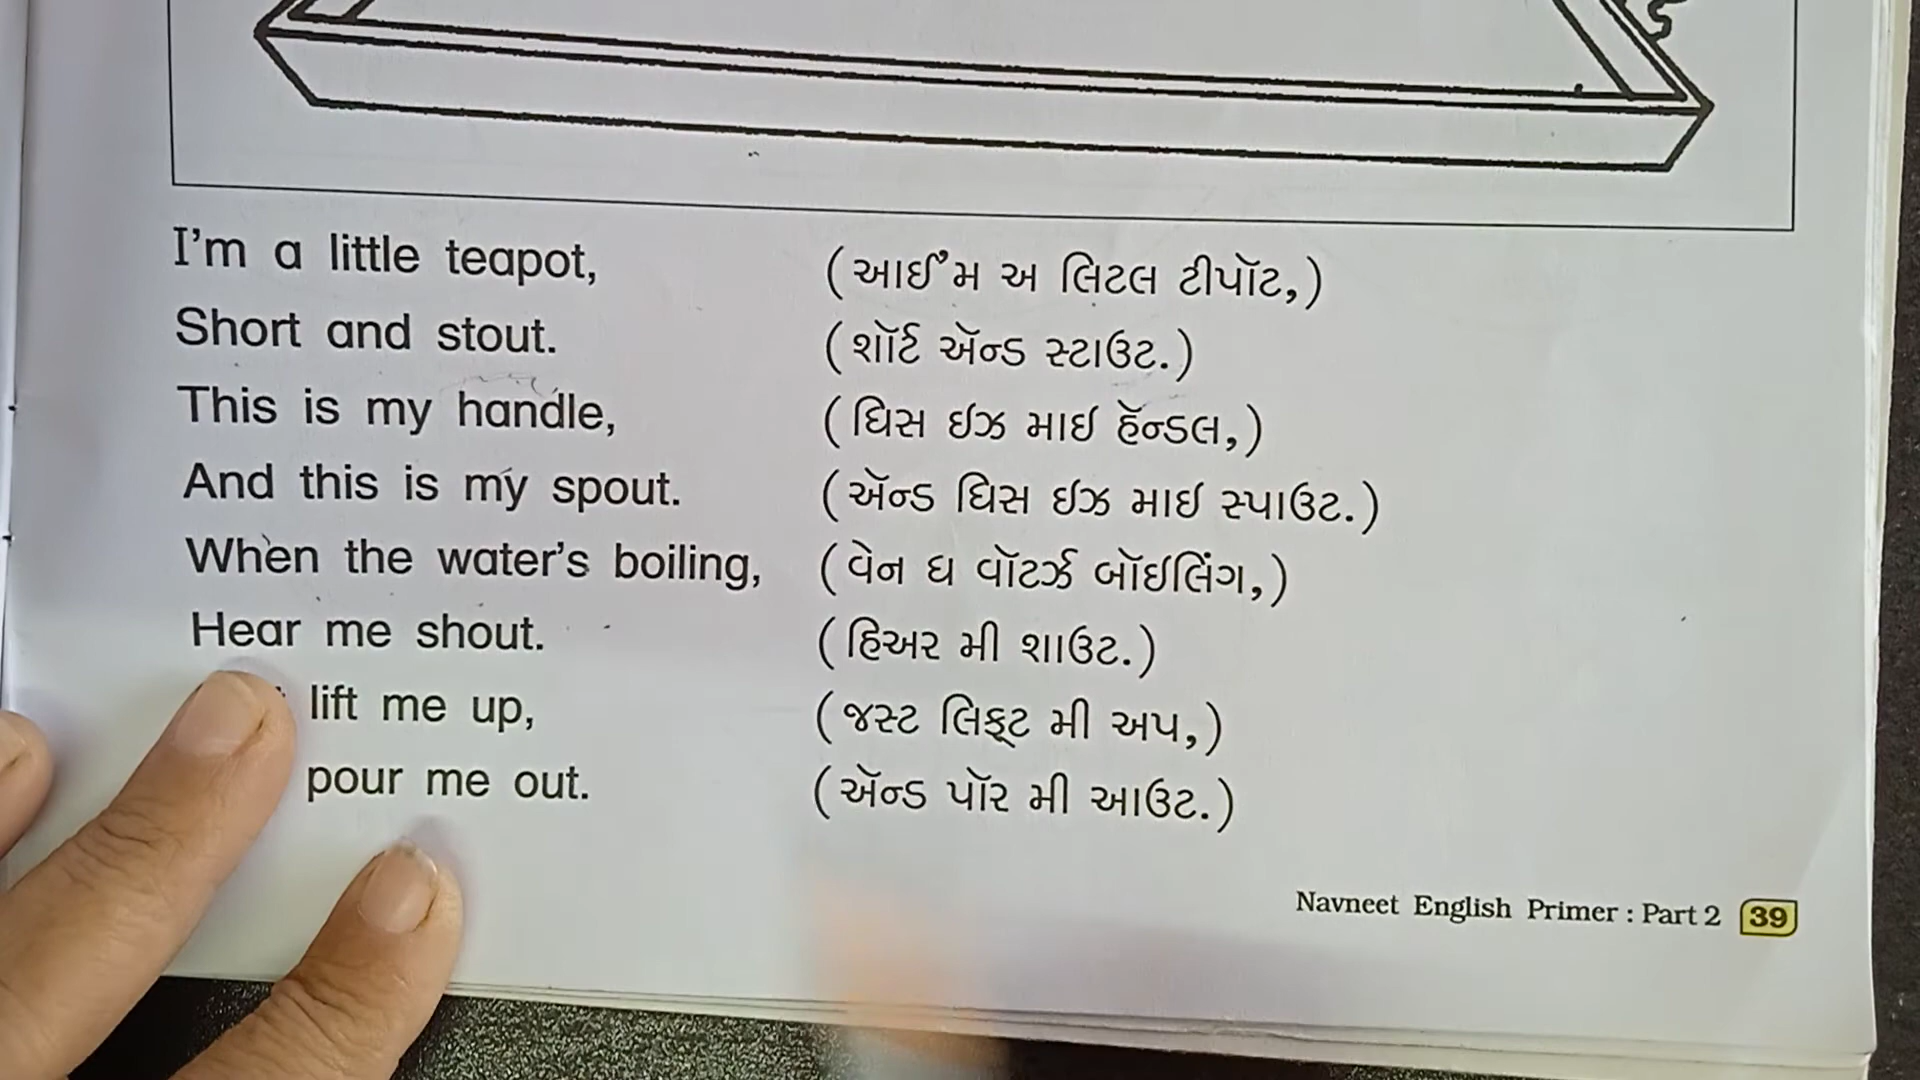 I'm a little teapot, (આઈ'મ અ લિટલ ટીપૉટ,)
Short and stout. (શૉર્ટ ઍન્ડ સ્ટાઉટ.)
This is my handle, (ધિસ ઇઝ માઇ હૅન્ડલ,)
And this is my spout. (ઍન્ડ ધિસ ઇઝ માઇ સ્પાઉટ.)
When the water's boiling, (વેન ધ વૉટર્ઝ બૉઇલિંગ,)
Hear me shout. (હિઅર મી શાઉટ.)
lift me up, (જસ્ટ લિફ્ટ મી અપ,)
pour me out. (ઍન્ડ પૉર મી આઉટ.)
Navneet English Primer : Part 2 39